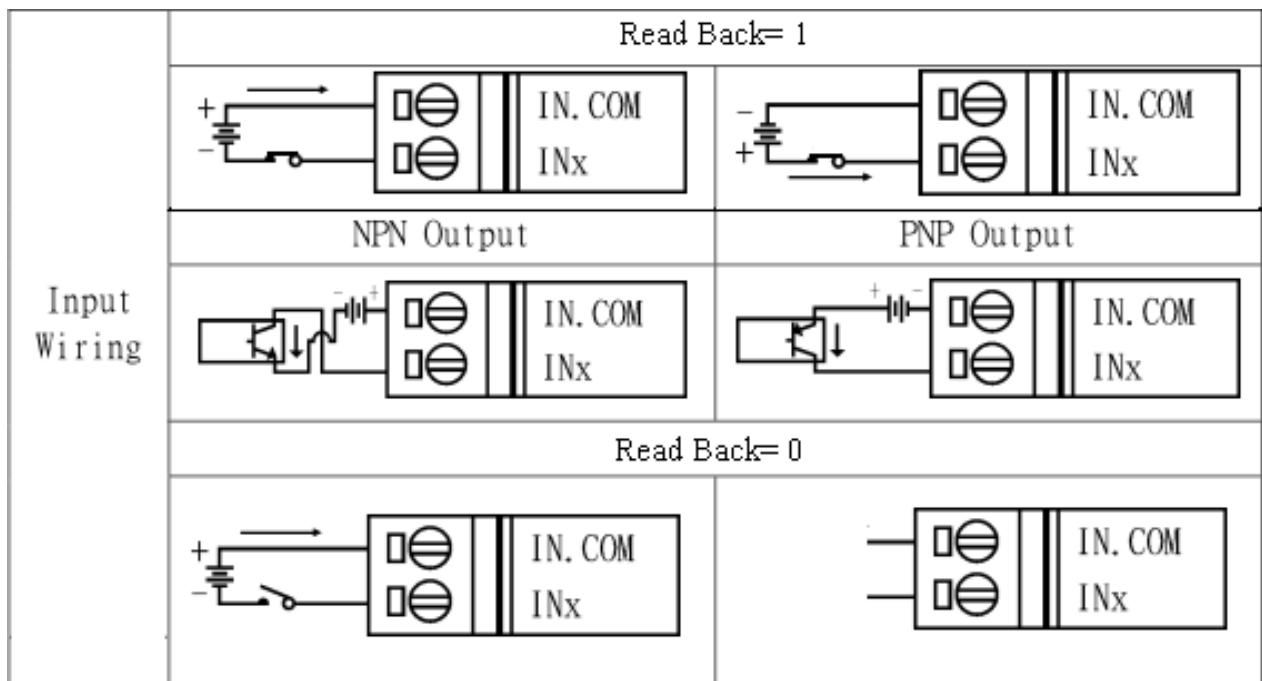 Read Back= 1
+
-
IN. COM
INx
-
+
IN. COM
INx
NPN Output
PNP Output
Input
Wiring
- +
IN. COM
INx
+ -
IN. COM
INx
Read Back= 0
+
-
IN. COM
INx
IN. COM
INx